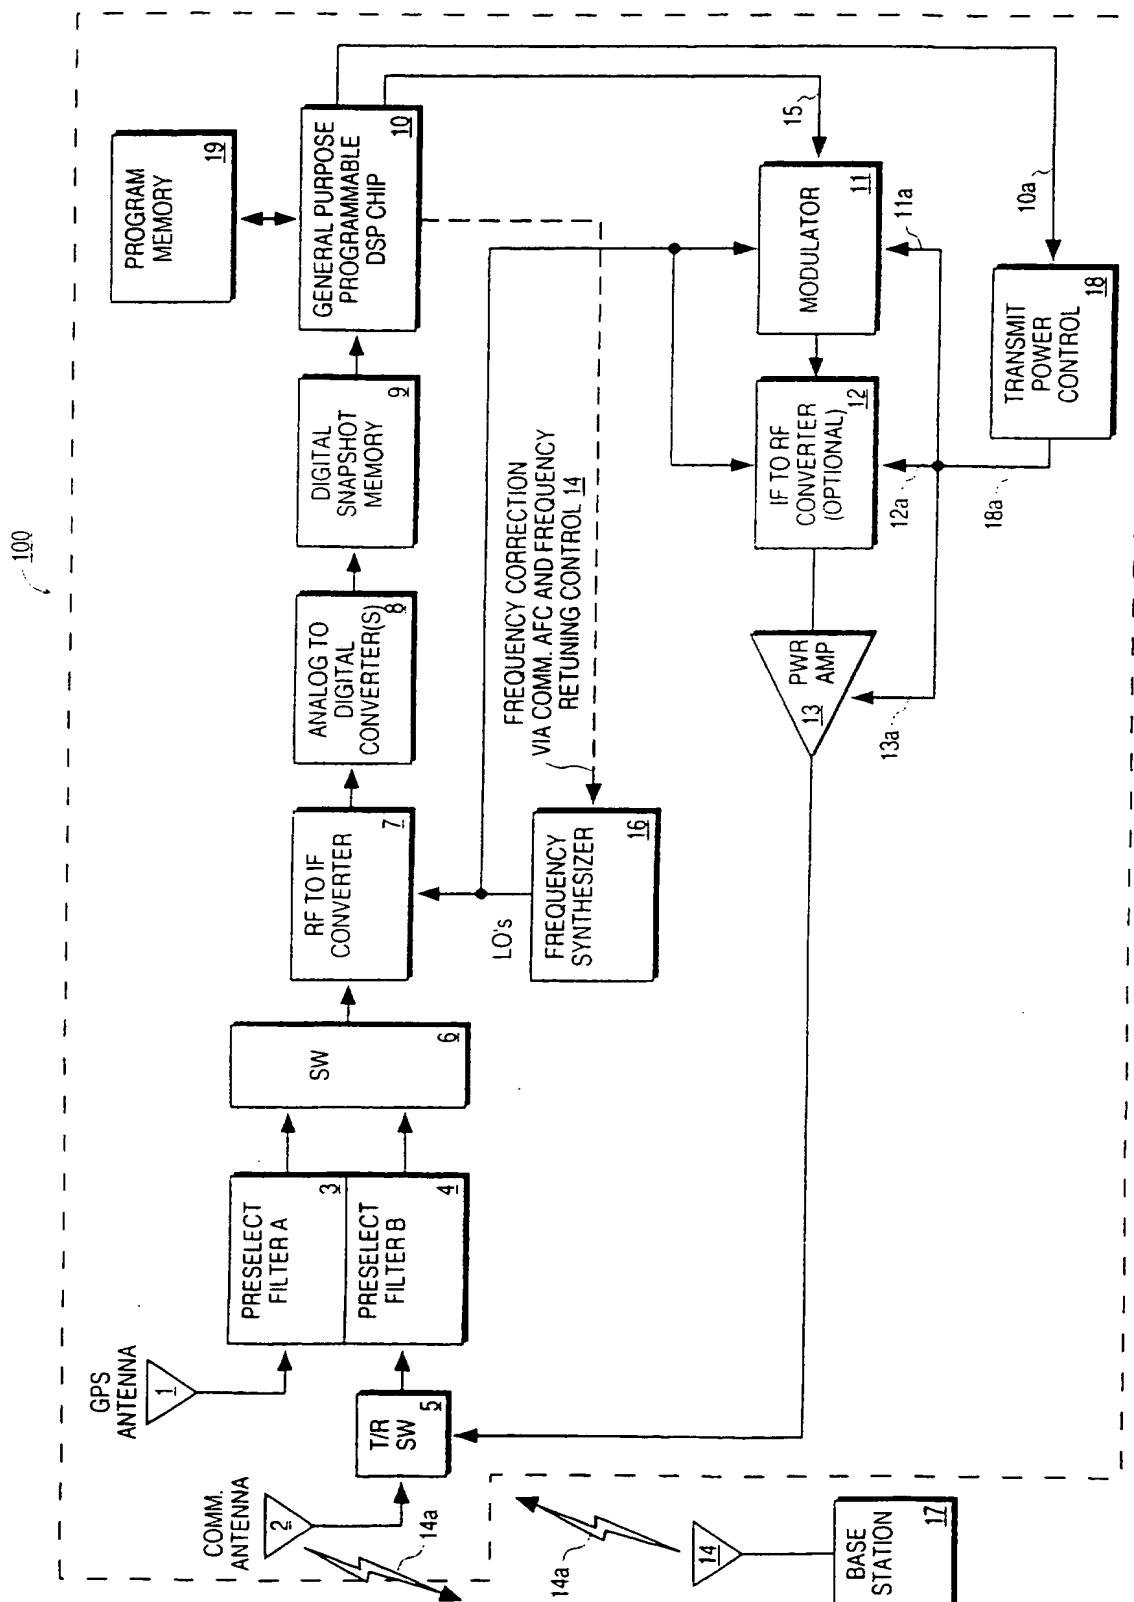 100
GPS
ANTENNA
1
COMM.
ANTENNA
2
14a
T/R
SW
5
PRESELECT
FILTER A
3
PRESELECT
FILTER B
4
SW
6
RF TO IF
CONVERTER
7
ANALOG TO
DIGITAL
CONVERTER(S)
8
DIGITAL
SNAPSHOT
MEMORY
9
GENERAL PURPOSE
PROGRAMMABLE
DSP CHIP
10
PROGRAM
MEMORY
19
LO's
FREQUENCY
SYNTHESIZER
16
FREQUENCY CORRECTION
VIA COMM. AFC AND FREQUENCY
RETUNING CONTROL 14
15
MODULATOR
11
11a
IF TO RF
CONVERTER
(OPTIONAL)
12
12a
PWR
AMP
13
13a
10a
TRANSMIT
POWER
CONTROL
18
18a
14a
14
BASE
STATION
17